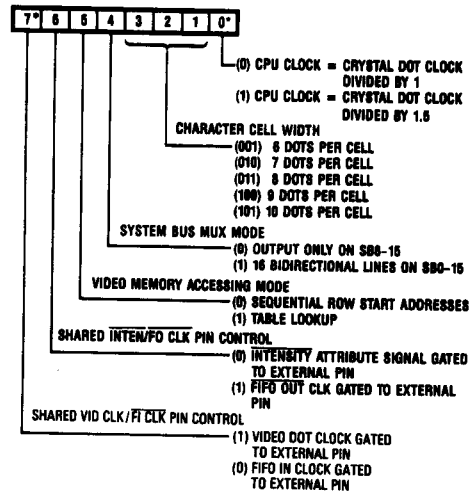 7* 6 5 4 3 2 1 0*
(0) CPU CLOCK = CRYSTAL DOT CLOCK
DIVIDED BY 1
(1) CPU CLOCK = CRYSTAL DOT CLOCK
DIVIDED BY 1.5
CHARACTER CELL WIDTH
(001) 6 DOTS PER CELL
(010) 7 DOTS PER CELL
(011) 8 DOTS PER CELL
(100) 9 DOTS PER CELL
(101) 10 DOTS PER CELL
SYSTEM BUS MUX MODE
(0) OUTPUT ONLY ON SB8-15
(1) 16 BIDIRECTIONAL LINES ON SB0-15
VIDEO MEMORY ACCESSING MODE
(0) SEQUENTIAL ROW START ADDRESSES
(1) TABLE LOOKUP
SHARED INTEN/FO CLK PIN CONTROL
(0) INTENSITY ATTRIBUTE SIGNAL GATED
TO EXTERNAL PIN
(1) FIFO OUT CLK GATED TO EXTERNAL
PIN
SHARED VID CLK/FI CLK PIN CONTROL
(1) VIDEO DOT CLOCK GATED
TO EXTERNAL PIN
(0) FIFO IN CLOCK GATED
TO EXTERNAL PIN